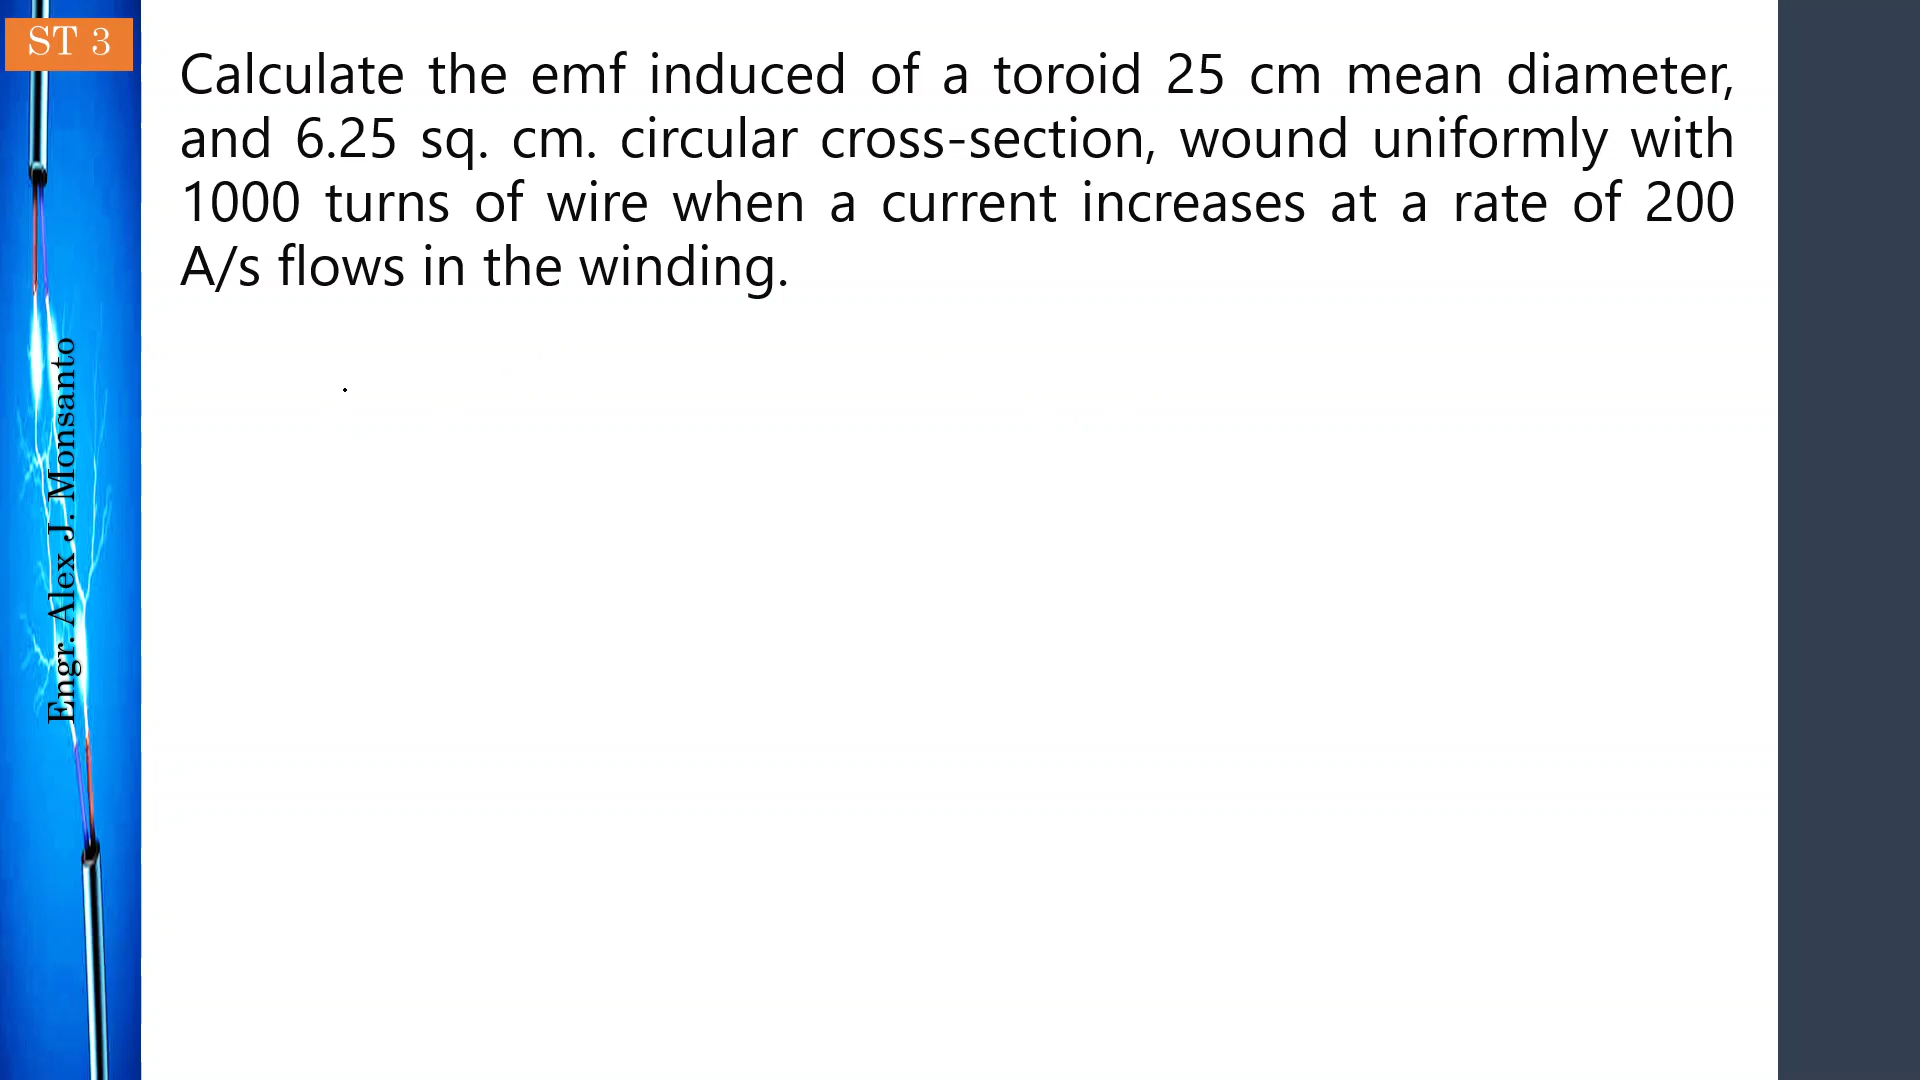 ST 3
Calculate the emf induced of a toroid 25 cm mean diameter,
and 6.25 sq. cm. circular cross-section, wound uniformly with
1000 turns of wire when a current increases at a rate of 200
A/s flows in the winding.
Engr. Alex J. Monsanto